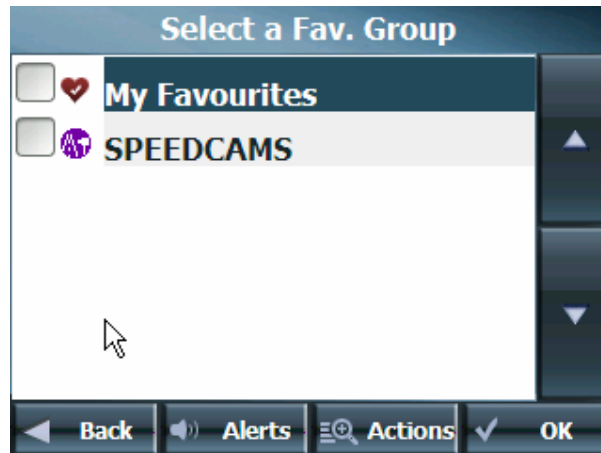 Select a Fav. Group
My Favourites
SPEEDCAMS
Back Alerts Actions OK